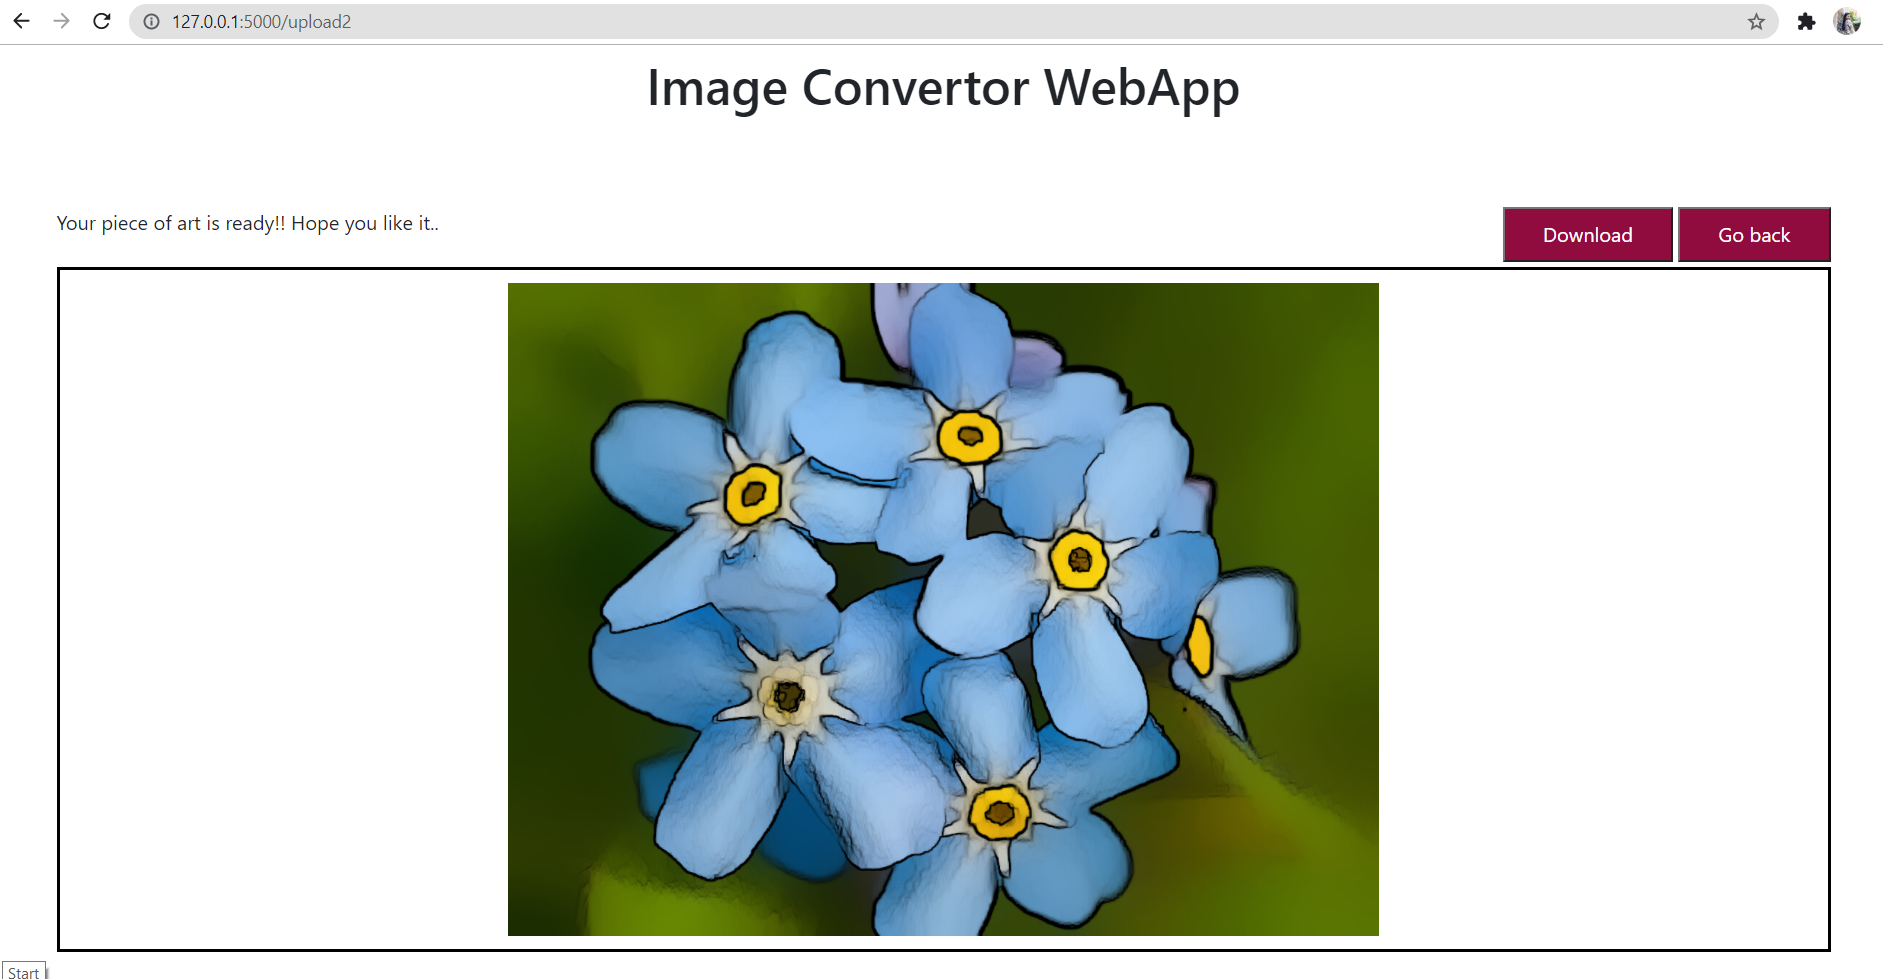 127.0.0.1:5000/upload2
Image Convertor WebApp
Your piece of art is ready!! Hope you like it..
Download
Go back
Start